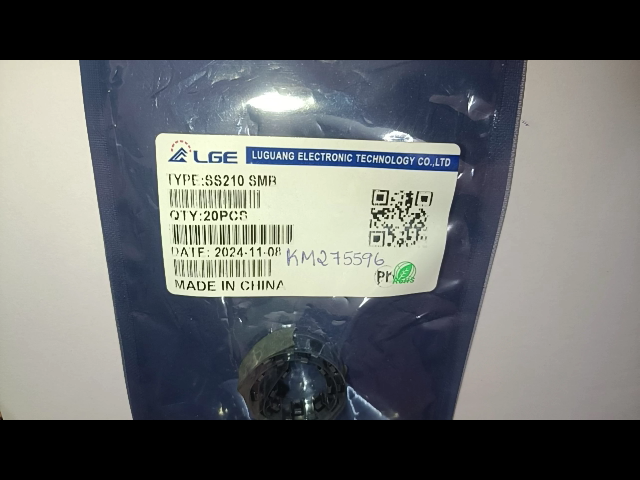 LGE LUGUANG ELECTRONIC TECHNOLOGY CO.,LTD
TYPE:SS210 SMB
QTY:20PCS
DATE: 2024-11-08 KM275596
RoHS
MADE IN CHINA